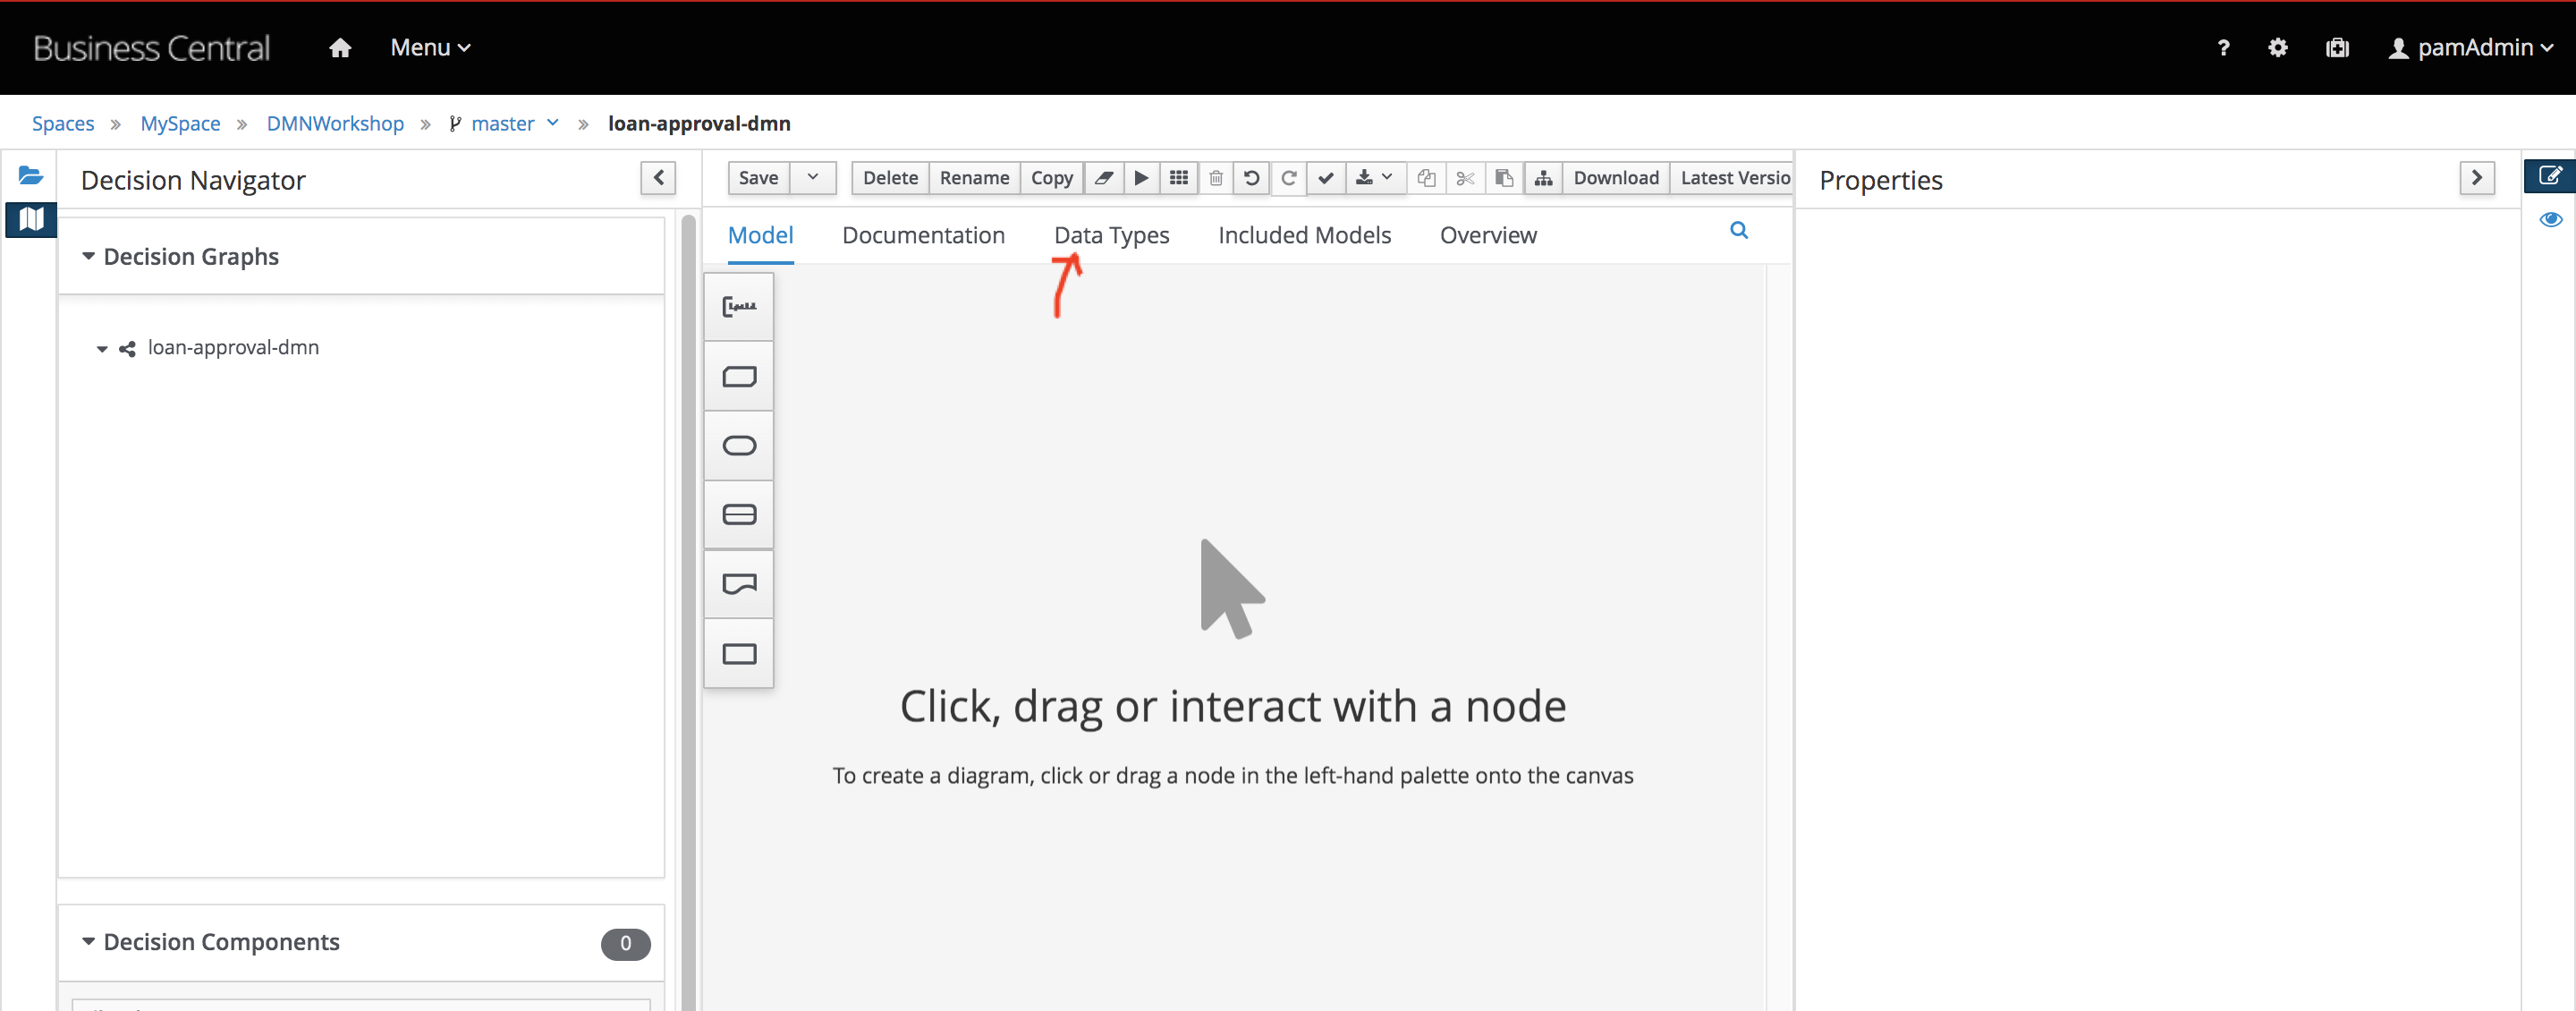 Business Central Menu ? pamAdmin
Spaces » MySpace » DMNWorkshop » master » loan-approval-dmn
Decision Navigator
Save Delete Rename Copy Download Latest Versio
Properties
Model Documentation Data Types Included Models Overview
Decision Graphs
loan-approval-dmn
Click, drag or interact with a node
To create a diagram, click or drag a node in the left-hand palette onto the canvas
Decision Components 0